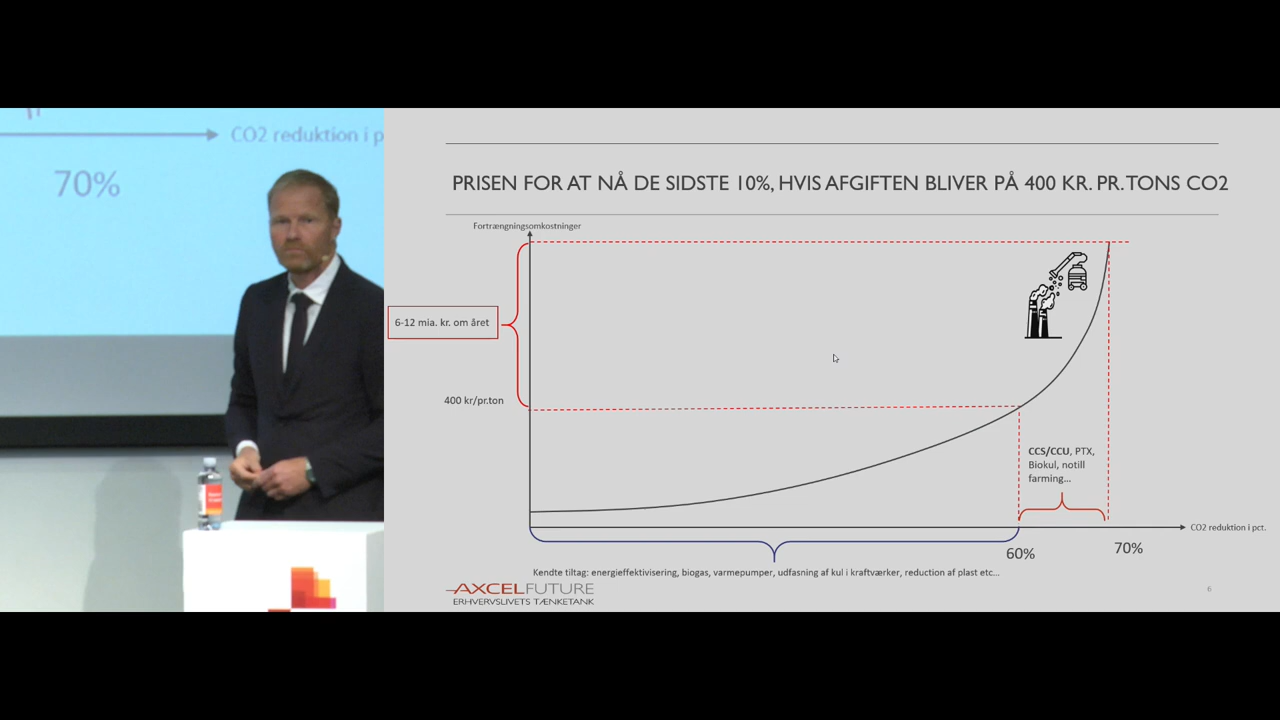 CO2 reduktion i p
70%
PRISEN FOR AT NÅ DE SIDSTE 10%, HVIS AFGIFTEN BLIVER PÅ 400 KR. PR. TONS CO2
Fortrængningsomkostninger
6-12 mia. kr. om året
400 kr/pr.ton
CCS/CCU, PTX,
Biokul, notill
farming...
CO2 reduktion i pct.
60%
70%
Kendte tiltag: energieffektivisering, biogas, varmepumper, udfasning af kul i kraftværker, reduction af plast etc...
AXCELFUTURE
ERHVERVSLIVETS TÆNKETANK
6